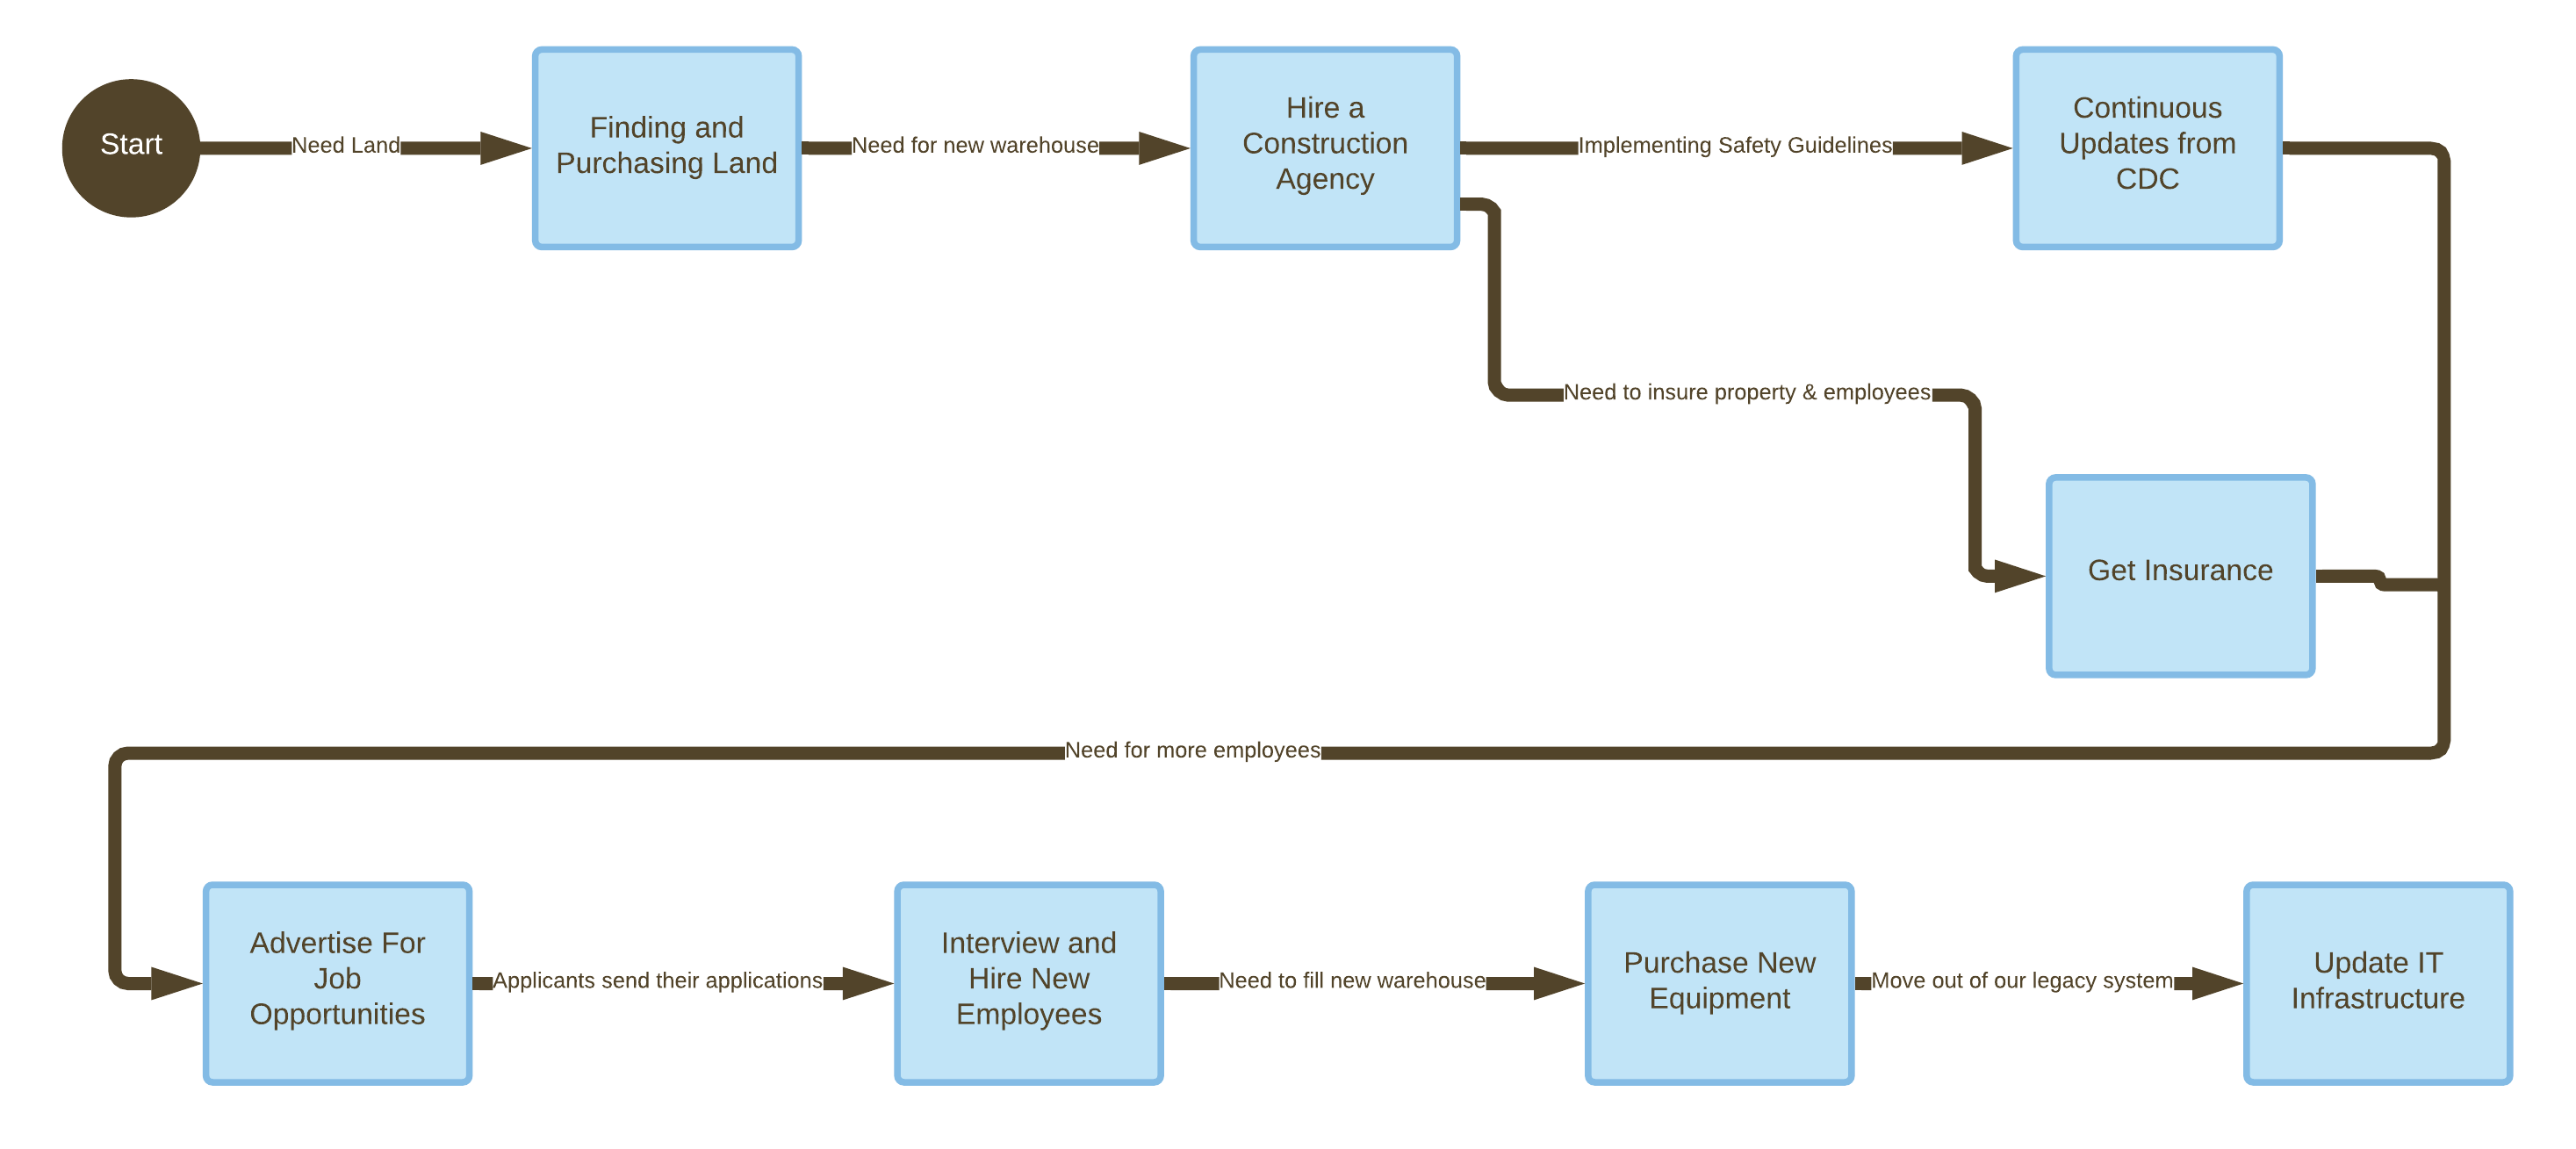 Start
Need Land
Finding and
Purchasing Land
Need for new warehouse
Hire a
Construction
Agency
Implementing Safety Guidelines
Continuous
Updates from
CDC
Need to insure property & employees
Get Insurance
Need for more employees
Advertise For
Job
Opportunities
Applicants send their applications
Interview and
Hire New
Employees
Need to fill new warehouse
Purchase New
Equipment
Move out of our legacy system
Update IT
Infrastructure